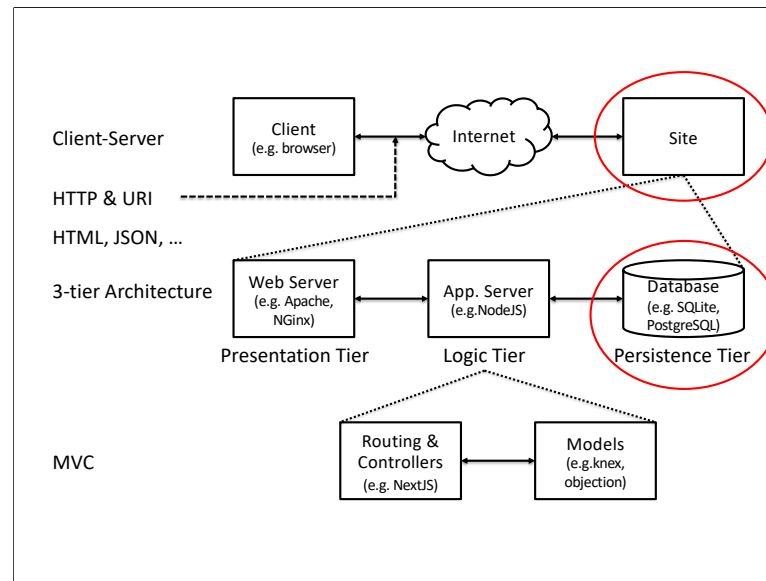 Client-Server
Client
(e.g. browser)
Internet
Site
HTTP & URI
HTML, JSON, …
3-tier Architecture
Web Server
(e.g. Apache,
NGinx)
App. Server
(e.g.NodeJS)
Database
(e.g. SQLite,
PostgreSQL)
Presentation Tier
Logic Tier
Persistence Tier
MVC
Routing &
Controllers
(e.g. NextJS)
Models
(e.g.knex,
objection)